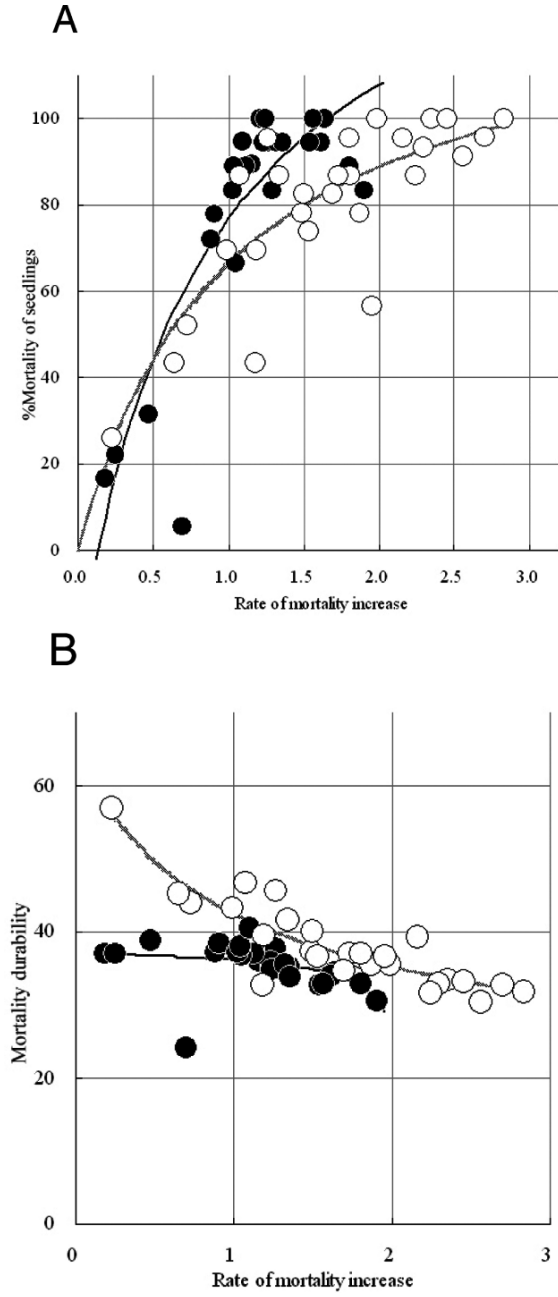 A
100
80
60
40
20
0
%Mortality of seedlings
0.0 0.5 1.0 1.5 2.0 2.5 3.0
Rate of mortality increase
B
60
40
20
0
Mortality durability
0 1 2 3
Rate of mortality increase